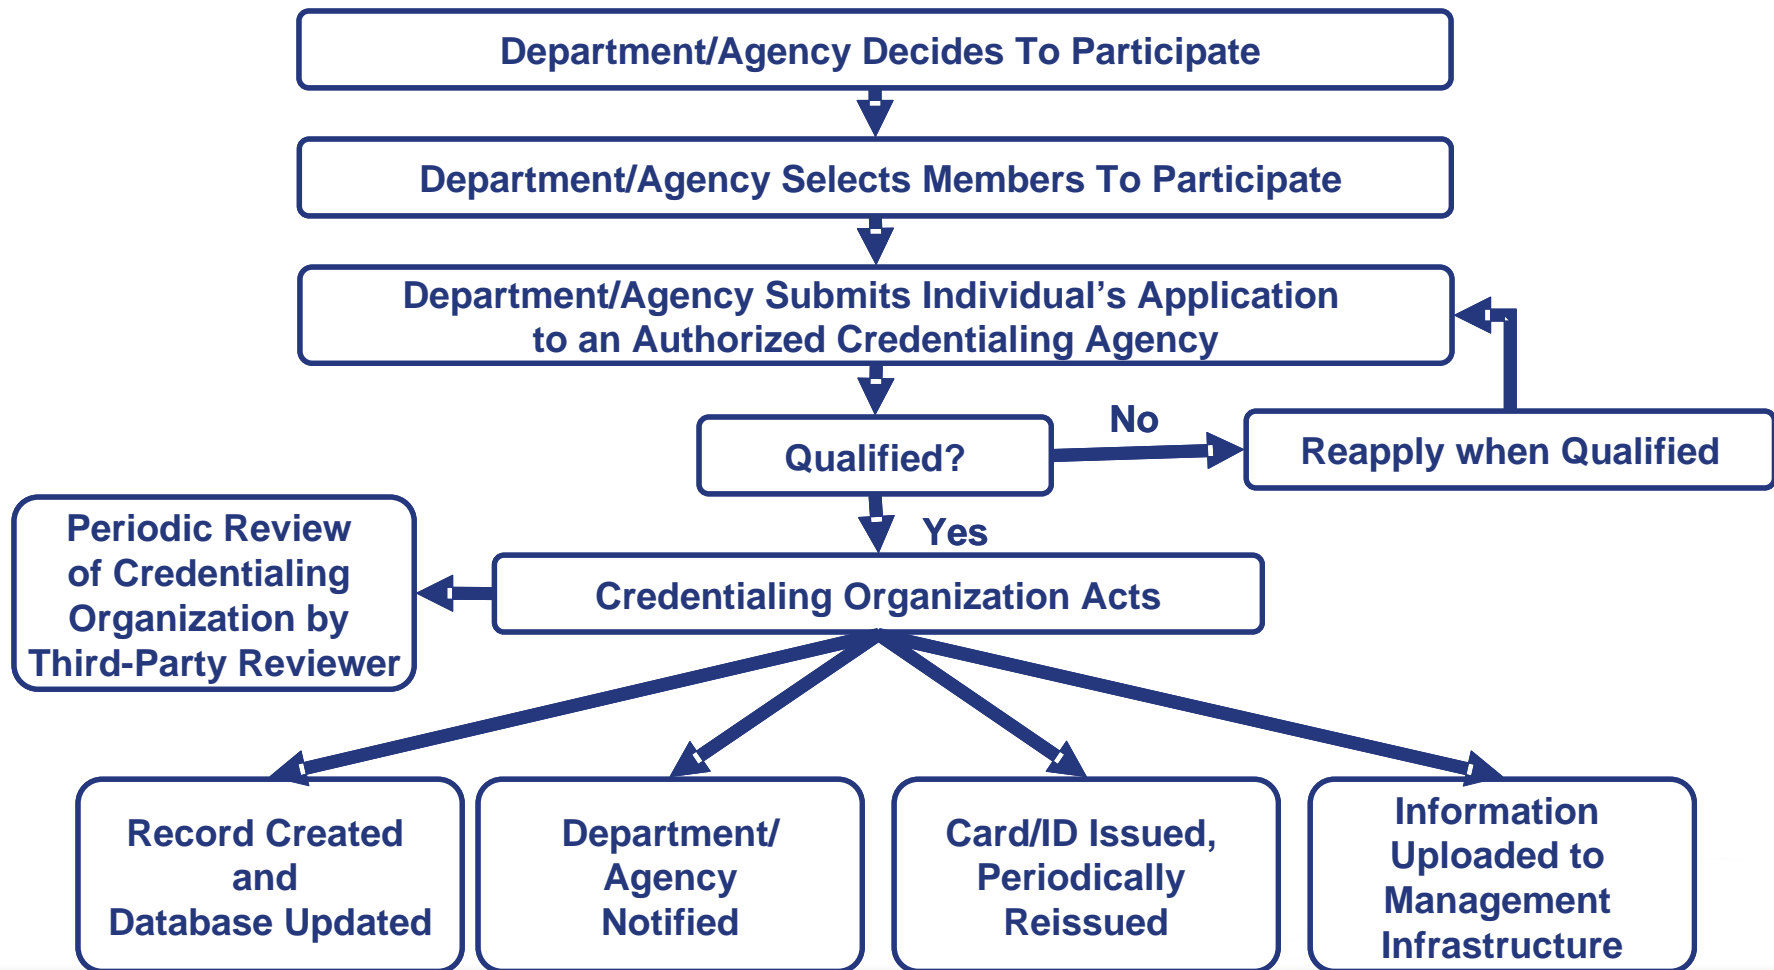 Department/Agency Decides To Participate
Department/Agency Selects Members To Participate
Department/Agency Submits Individual’s Application
to an Authorized Credentialing Agency
Qualified?
No
Reapply when Qualified
Yes
Periodic Review
of Credentialing
Organization by
Third-Party Reviewer
Credentialing Organization Acts
Record Created
and
Database Updated
Department/
Agency
Notified
Card/ID Issued,
Periodically
Reissued
Information
Uploaded to
Management
Infrastructure